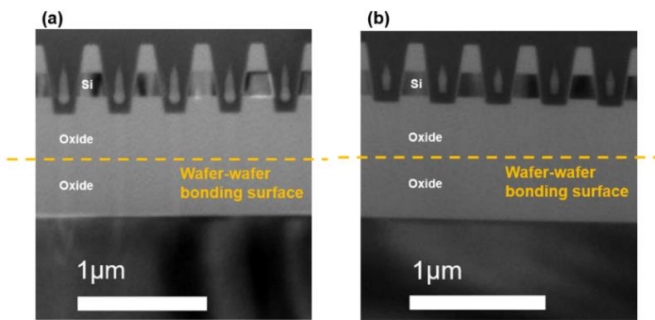 (a)
Si
Oxide
Oxide
Wafer-wafer
bonding surface
1μm
(b)
Si
Oxide
Oxide
Wafer-wafer
bonding surface
1μm